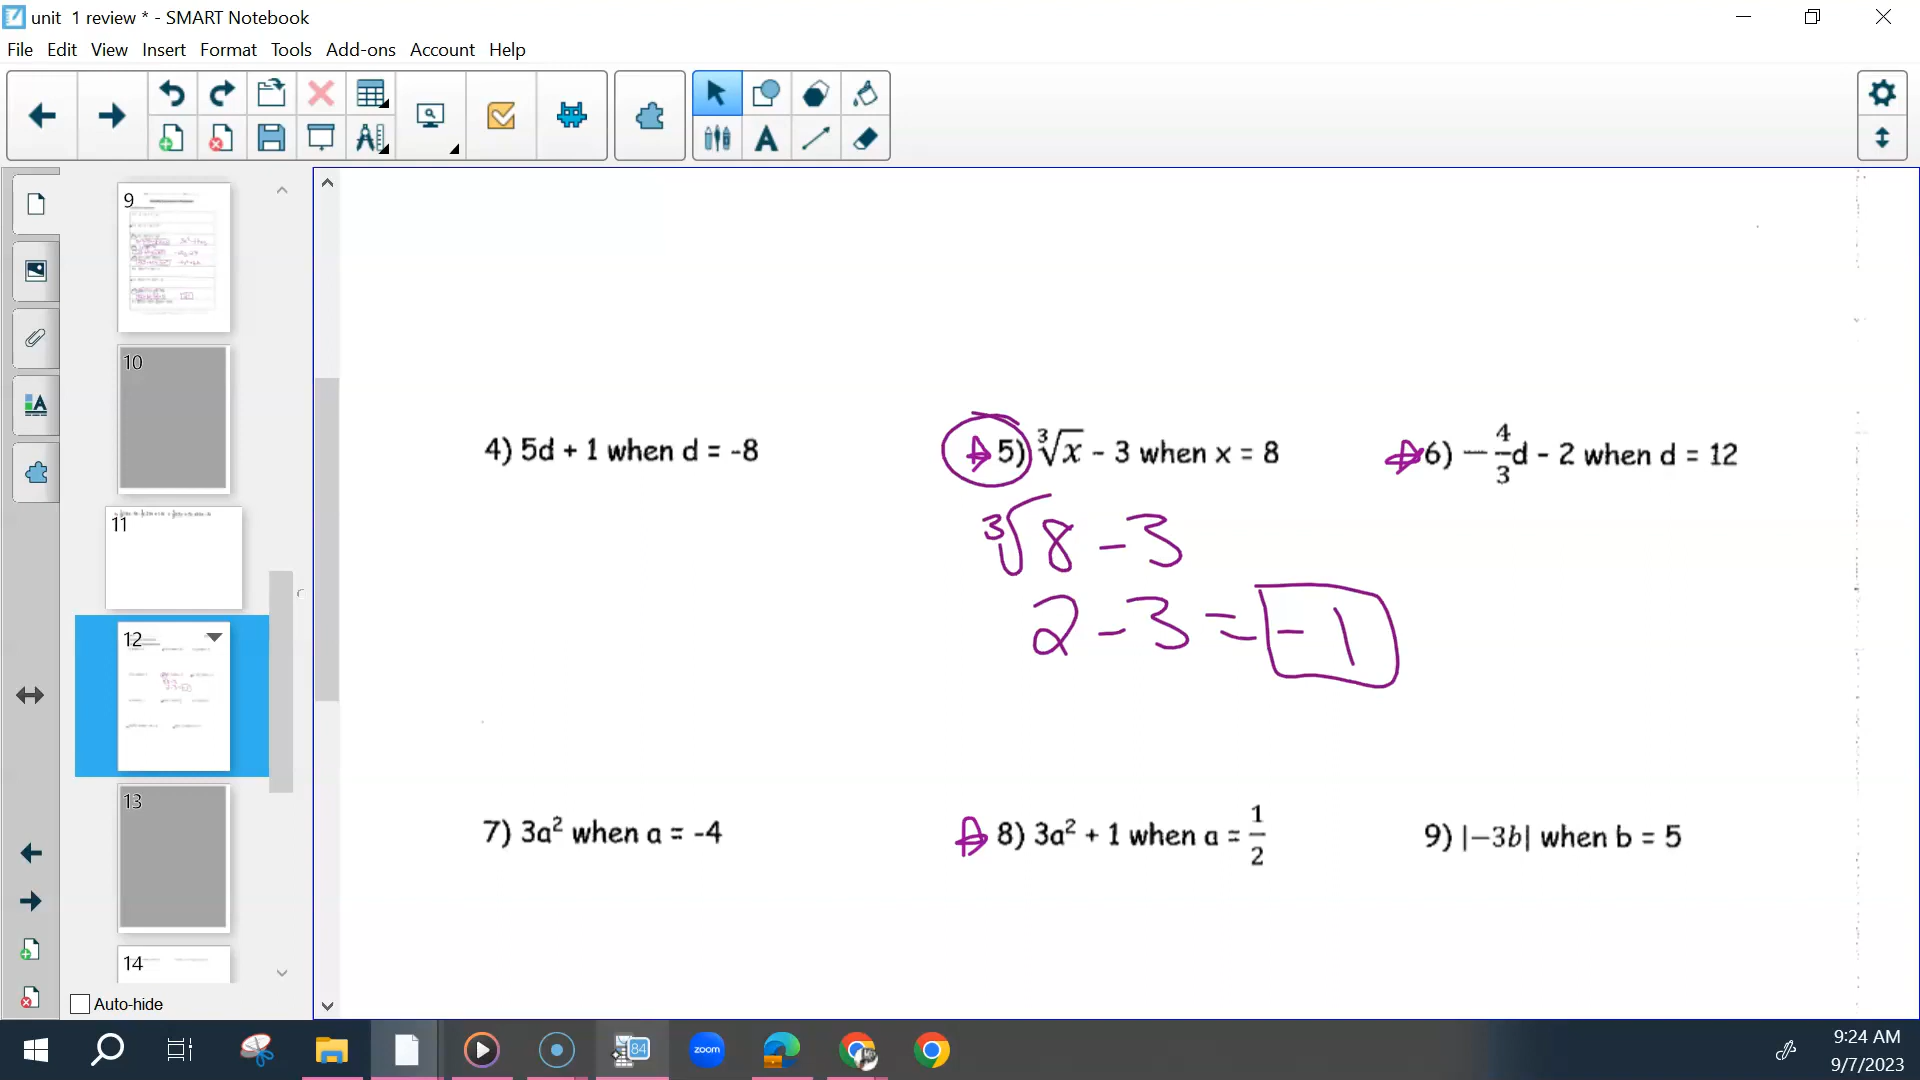 unit 1 review * - SMART Notebook
File Edit View Insert Format Tools Add-ons Account Help
9
10
11
12
13
14
Auto-hide
4) 5d + 1 when d = -8
5) ∛x - 3 when x = 8
6) -4/3 d - 2 when d = 12
∛8 - 3
2 - 3 = -1
7) 3a² when a = -4
8) 3a² + 1 when a = 1/2
9) |-3b| when b = 5
84
zoom
9:24 AM
9/7/2023